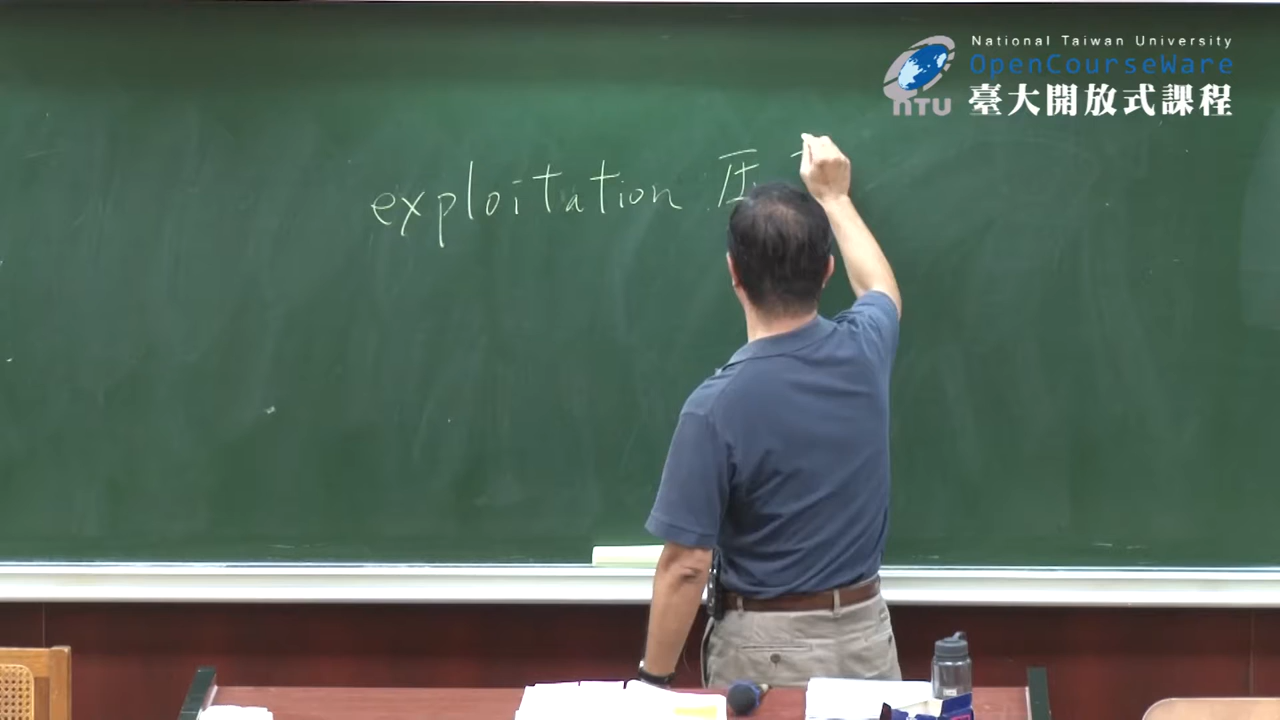 National Taiwan University
OpenCourseWare
NTU
臺大開放式課程
exploitation 压